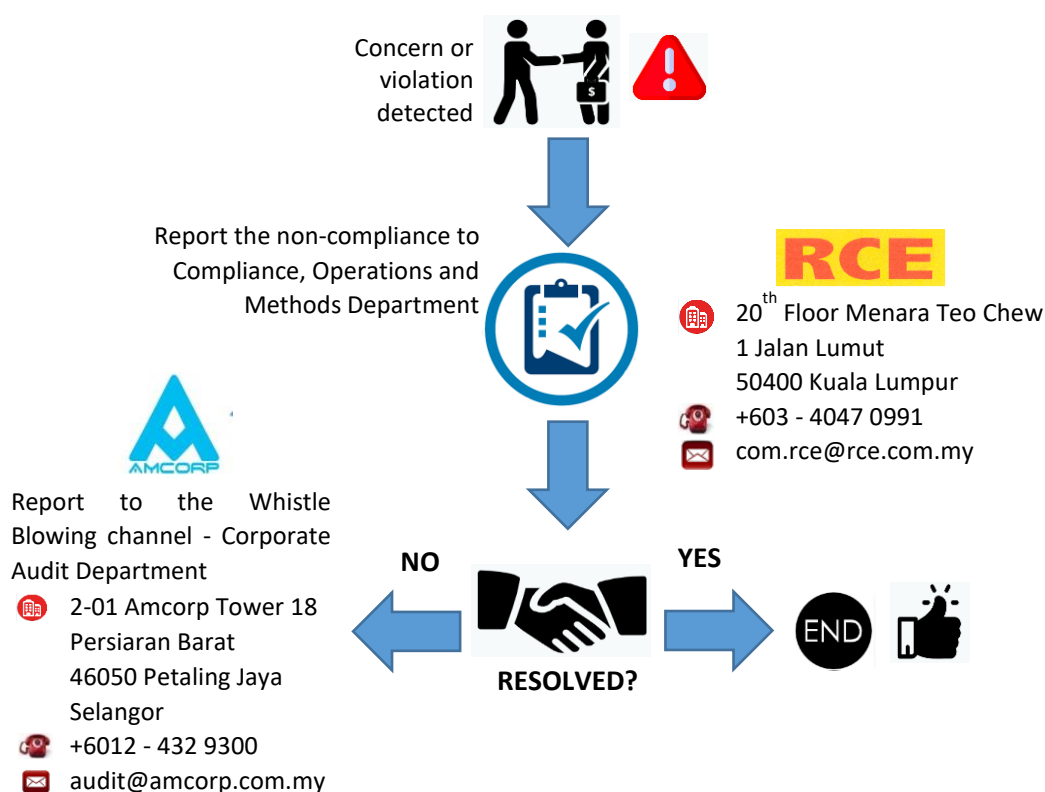 Concern or
violation
detected
$
Report the non-compliance to
Compliance, Operations and
Methods Department
RCE
20th Floor Menara Teo Chew
1 Jalan Lumut
50400 Kuala Lumpur
+603 - 4047 0991
com.rce@rce.com.my
AMCORP
Report to the Whistle
Blowing channel - Corporate
Audit Department
2-01 Amcorp Tower 18
Persiaran Barat
46050 Petaling Jaya
Selangor
+6012 - 432 9300
audit@amcorp.com.my
NO
YES
RESOLVED?
END